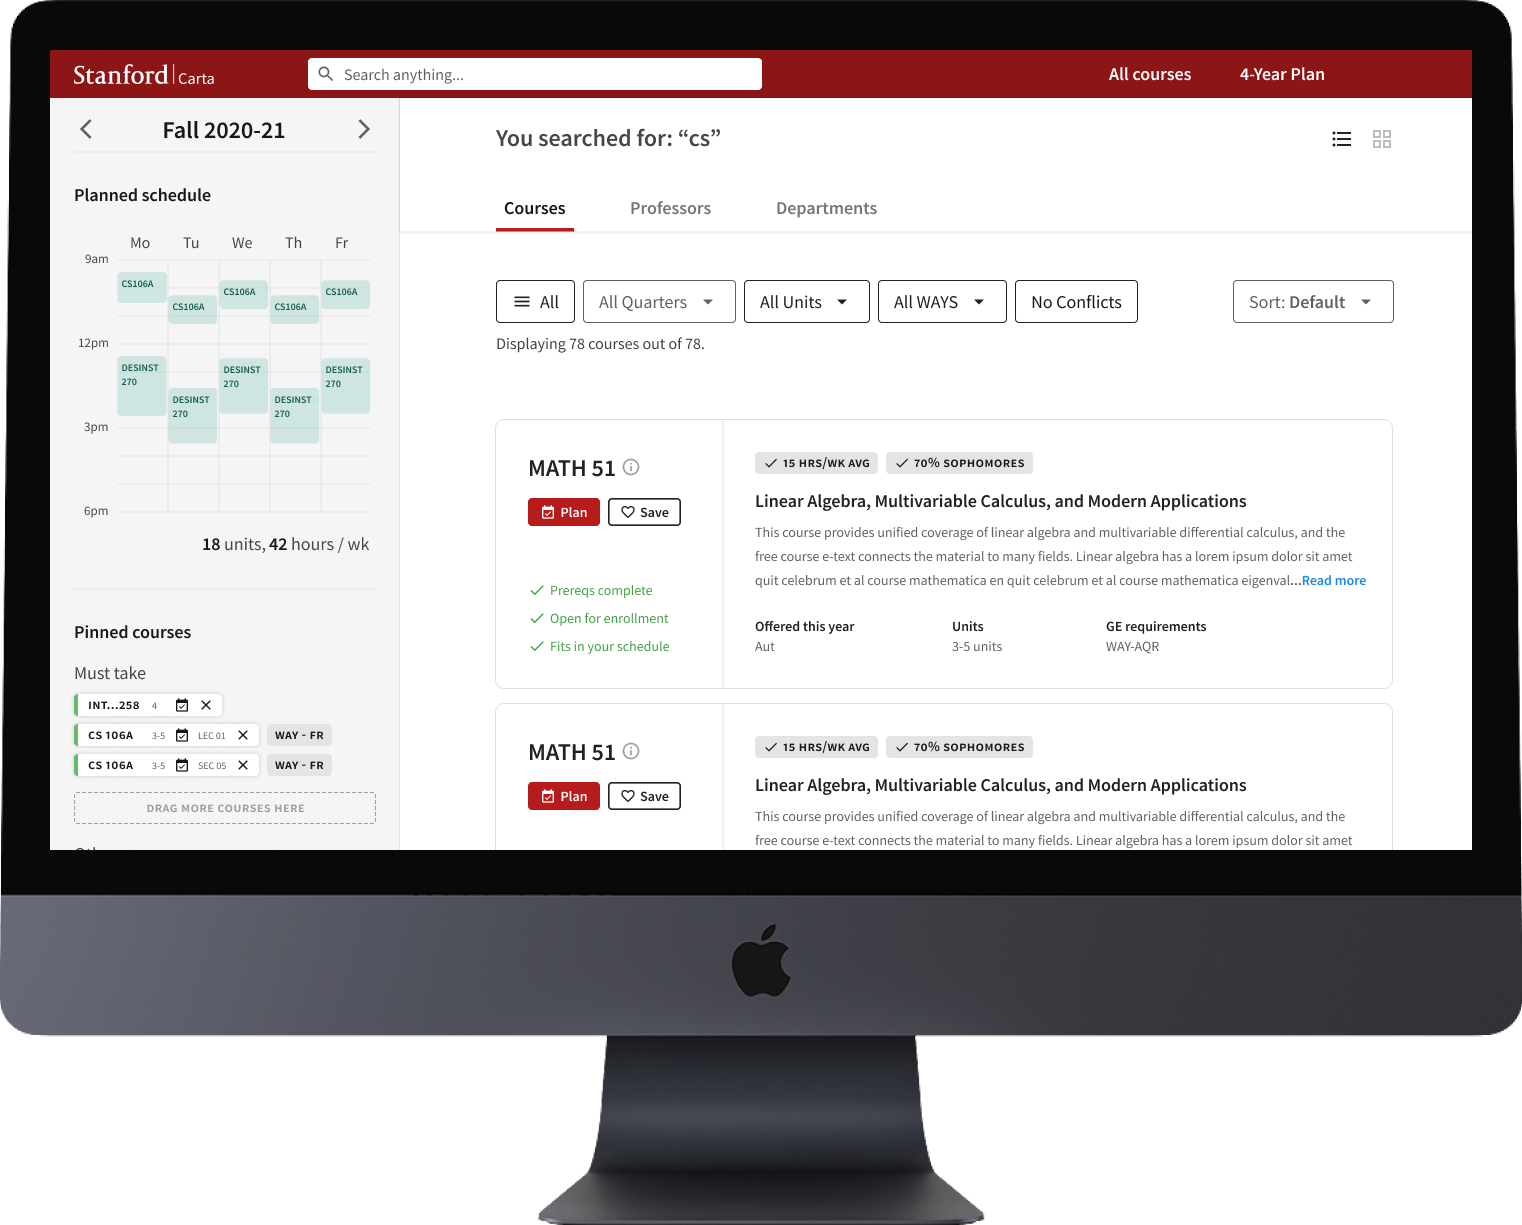 Stanford Carta
Search anything...
All courses
4-Year Plan
Fall 2020-21
Planned schedule
Mo Tu We Th Fr
9am
CS106A
CS106A
CS106A
CS106A
CS106A
12pm
DESINST
270
DESINST
270
DESINST
270
DESINST
270
DESINST
270
3pm
6pm
18 units, 42 hours / wk
Pinned courses
Must take
INT...258 4
CS 106A 3-5 LEC 01 WAY - FR
CS 106A 3-5 SEC 05 WAY - FR
DRAG MORE COURSES HERE
You searched for: “cs”
Courses Professors Departments
All
All Quarters
All Units
All WAYS
No Conflicts
Sort: Default
Displaying 78 courses out of 78.
MATH 51
Plan
Save
Prereqs complete
Open for enrollment
Fits in your schedule
15 HRS/WK AVG
70% SOPHOMORES
Linear Algebra, Multivariable Calculus, and Modern Applications
This course provides unified coverage of linear algebra and multivariable differential calculus, and the
free course e-text connects the material to many fields. Linear algebra has a lorem ipsum dolor sit amet
quit celebrum et al course mathematica en quit celebrum et al course mathematica eigenval...Read more
Offered this year
Aut
Units
3-5 units
GE requirements
WAY-AQR
MATH 51
Plan
Save
15 HRS/WK AVG
70% SOPHOMORES
Linear Algebra, Multivariable Calculus, and Modern Applications
This course provides unified coverage of linear algebra and multivariable differential calculus, and the
free course e-text connects the material to many fields. Linear algebra has a lorem ipsum dolor sit amet